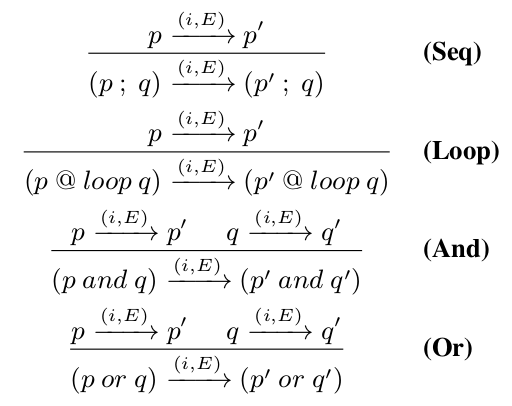 p —(i,E)→ p′
(p ; q) —(i,E)→ (p′ ; q) (Seq)
p —(i,E)→ p′
(p @ loop q) —(i,E)→ (p′ @ loop q) (Loop)
p —(i,E)→ p′ q —(i,E)→ q′
(p and q) —(i,E)→ (p′ and q′) (And)
p —(i,E)→ p′ q —(i,E)→ q′
(p or q) —(i,E)→ (p′ or q′) (Or)